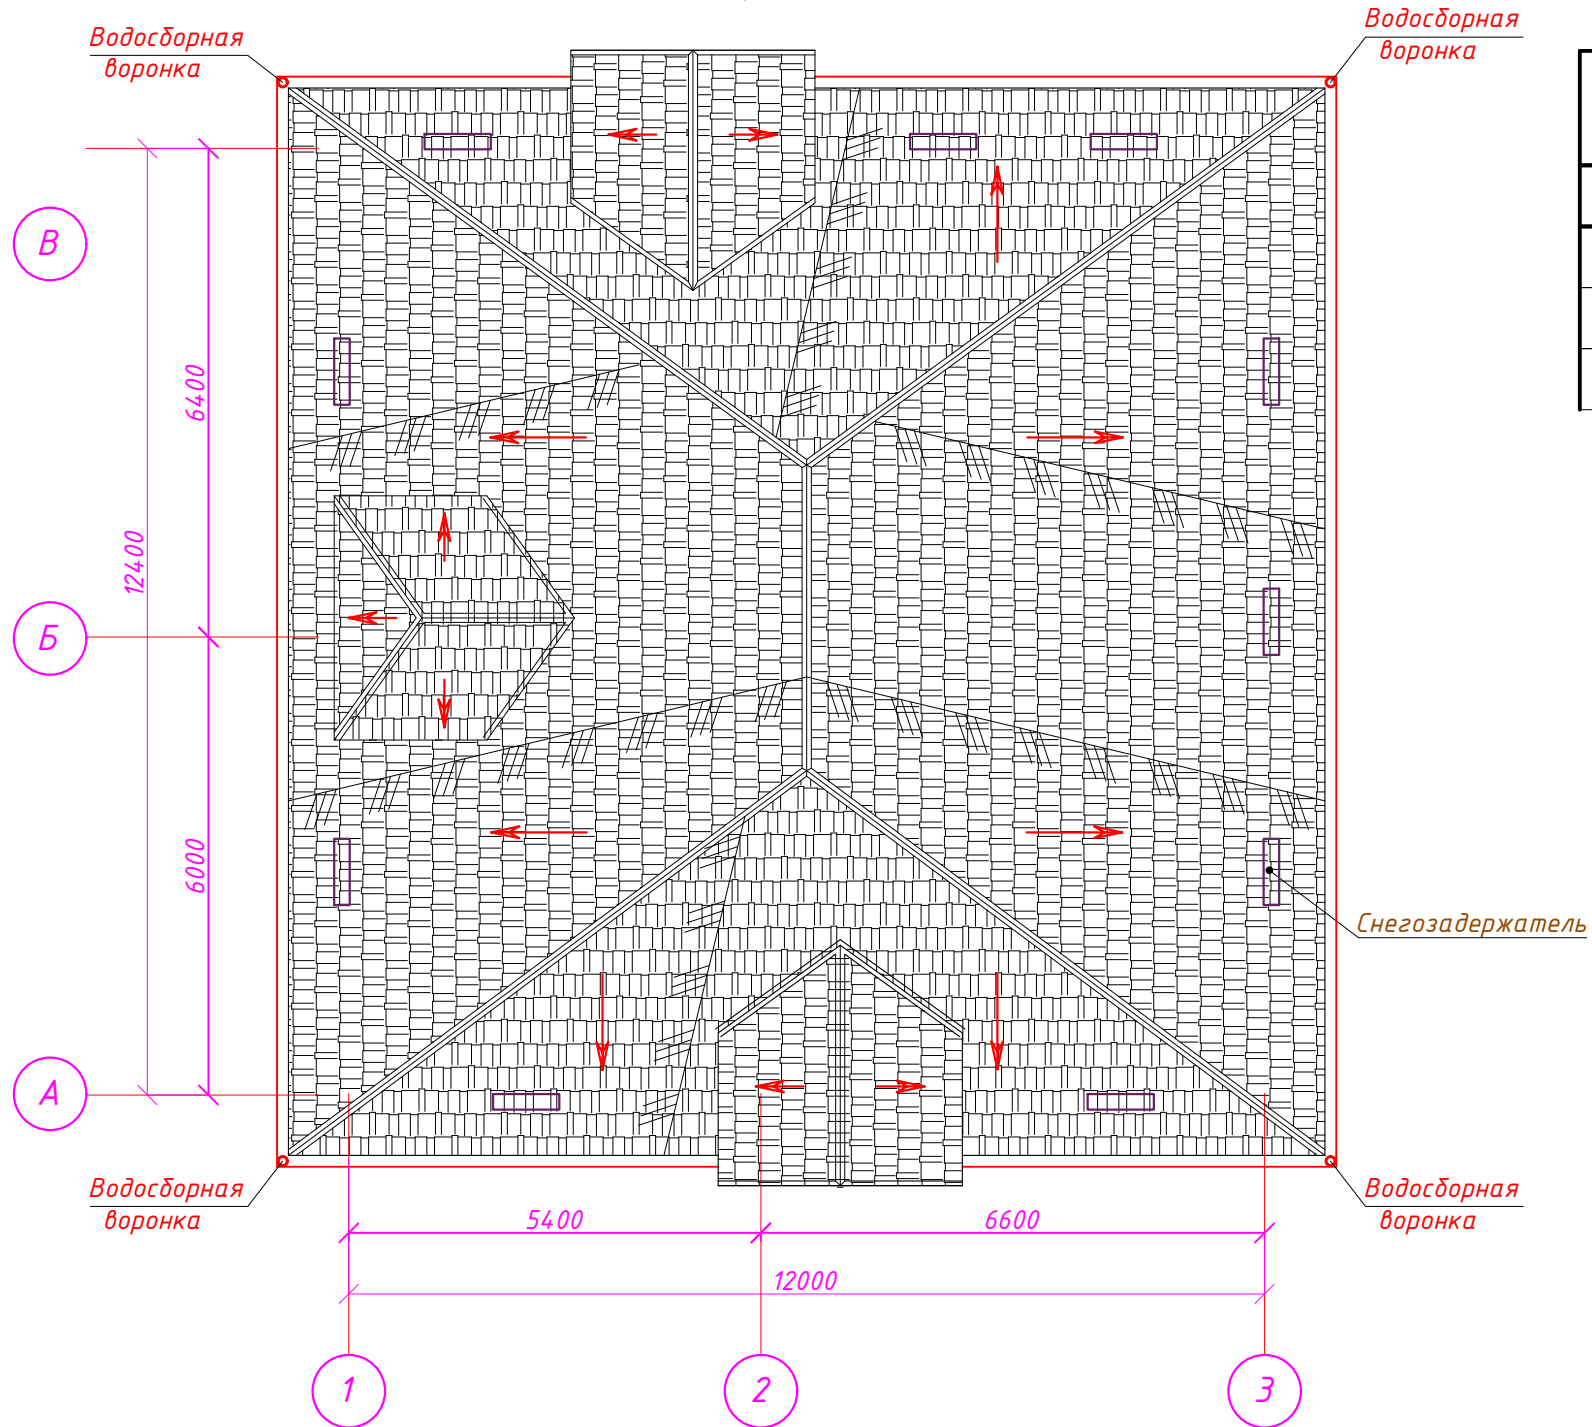 Водосборная
воронка
Водосборная
воронка
В
6400
12400
Б
6000
Снегозадержатель
А
Водосборная
воронка
Водосборная
воронка
5400
6600
12000
1
2
3